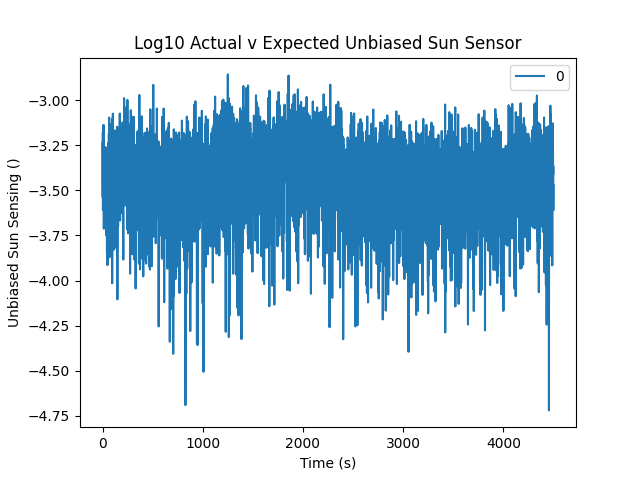 Log10 Actual v Expected Unbiased Sun Sensor
0
Unbiased Sun Sensing ()
−3.00
−3.25
−3.50
−3.75
−4.00
−4.25
−4.50
−4.75
0 1000 2000 3000 4000
Time (s)